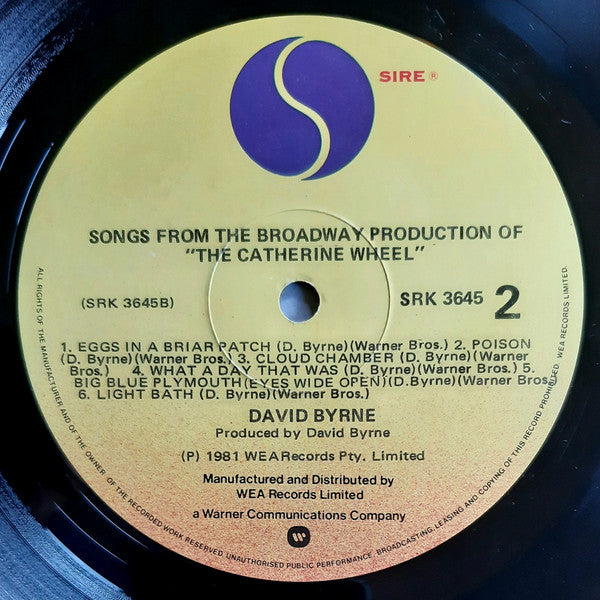 SIRE ®
SONGS FROM THE BROADWAY PRODUCTION OF
"THE CATHERINE WHEEL"
(SRK 3645B)
SRK 3645 2
1. EGGS IN A BRIAR PATCH (D. Byrne)(Warner Bros.) 2. POISON
(D. Byrne)(Warner Bros.) 3. CLOUD CHAMBER (D. Byrne)(Warner
Bros.) 4. WHAT A DAY THAT WAS (D. Byrne)(Warner Bros.) 5.
BIG BLUE PLYMOUTH(EYES WIDE OPEN)(D.Byrne)(Warner Bros.)
6. LIGHT BATH (D. Byrne)(Warner Bros.)
DAVID BYRNE
Produced by David Byrne
(P) 1981 WEA Records Pty. Limited
Manufactured and Distributed by
WEA Records Limited
a Warner Communications Company
ALL RIGHTS OF THE MANUFACTURER AND OF THE OWNER OF THE RECORDED WORK RESERVED. UNAUTHORISED PUBLIC PERFORMANCE, BROADCASTING, LEASING AND COPYING OF THIS RECORD PROHIBITED. WEA RECORDS LIMITED.